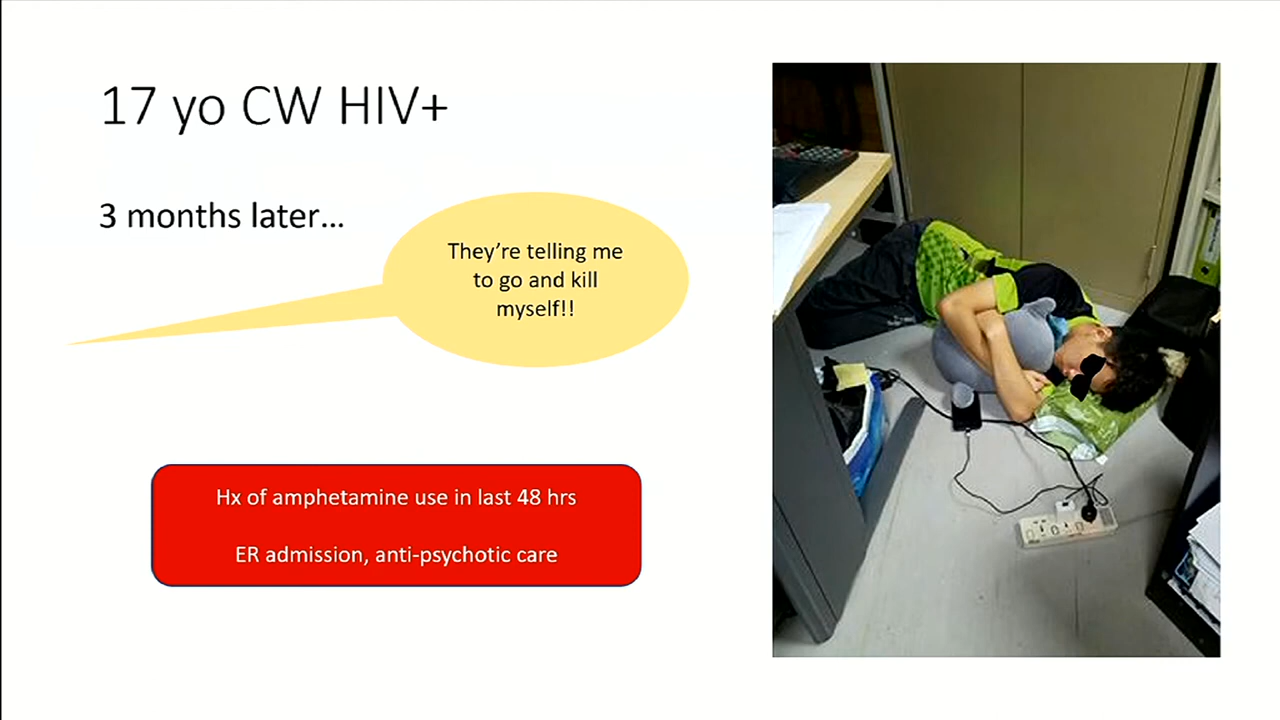 17 yo CW HIV+
3 months later...
They're telling me
to go and kill
myself!!
Hx of amphetamine use in last 48 hrs
ER admission, anti-psychotic care